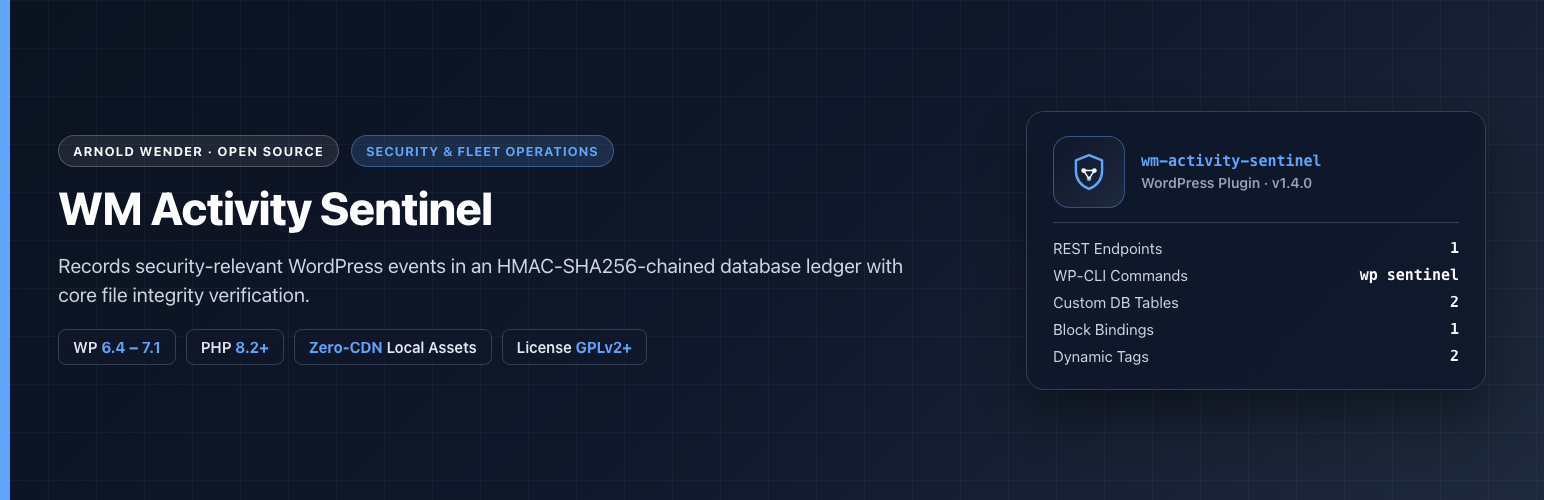 ARNOLD WENDER · OPEN SOURCE
SECURITY & FLEET OPERATIONS
WM Activity Sentinel
Records security-relevant WordPress events in an HMAC-SHA256-chained database ledger with
core file integrity verification.
WP 6.4 – 7.1
PHP 8.2+
Zero-CDN Local Assets
License GPLv2+
wm-activity-sentinel
WordPress Plugin · v1.4.0
REST Endpoints 1
WP-CLI Commands wp sentinel
Custom DB Tables 2
Block Bindings 1
Dynamic Tags 2